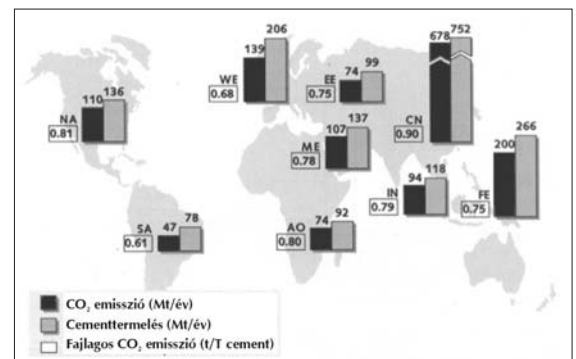 206
139
WE
0.68
99
74
EE
0.75
678 752
CN
0.90
136
110
NA
0.81
137
107
ME
0.78
266
200
FE
0.75
118
94
IN
0.79
78
47
SA
0.61
92
74
AO
0.80
CO₂ emisszió (Mt/év)
Cementtermelés (Mt/év)
Fajlagos CO₂ emisszió (t/T cement)